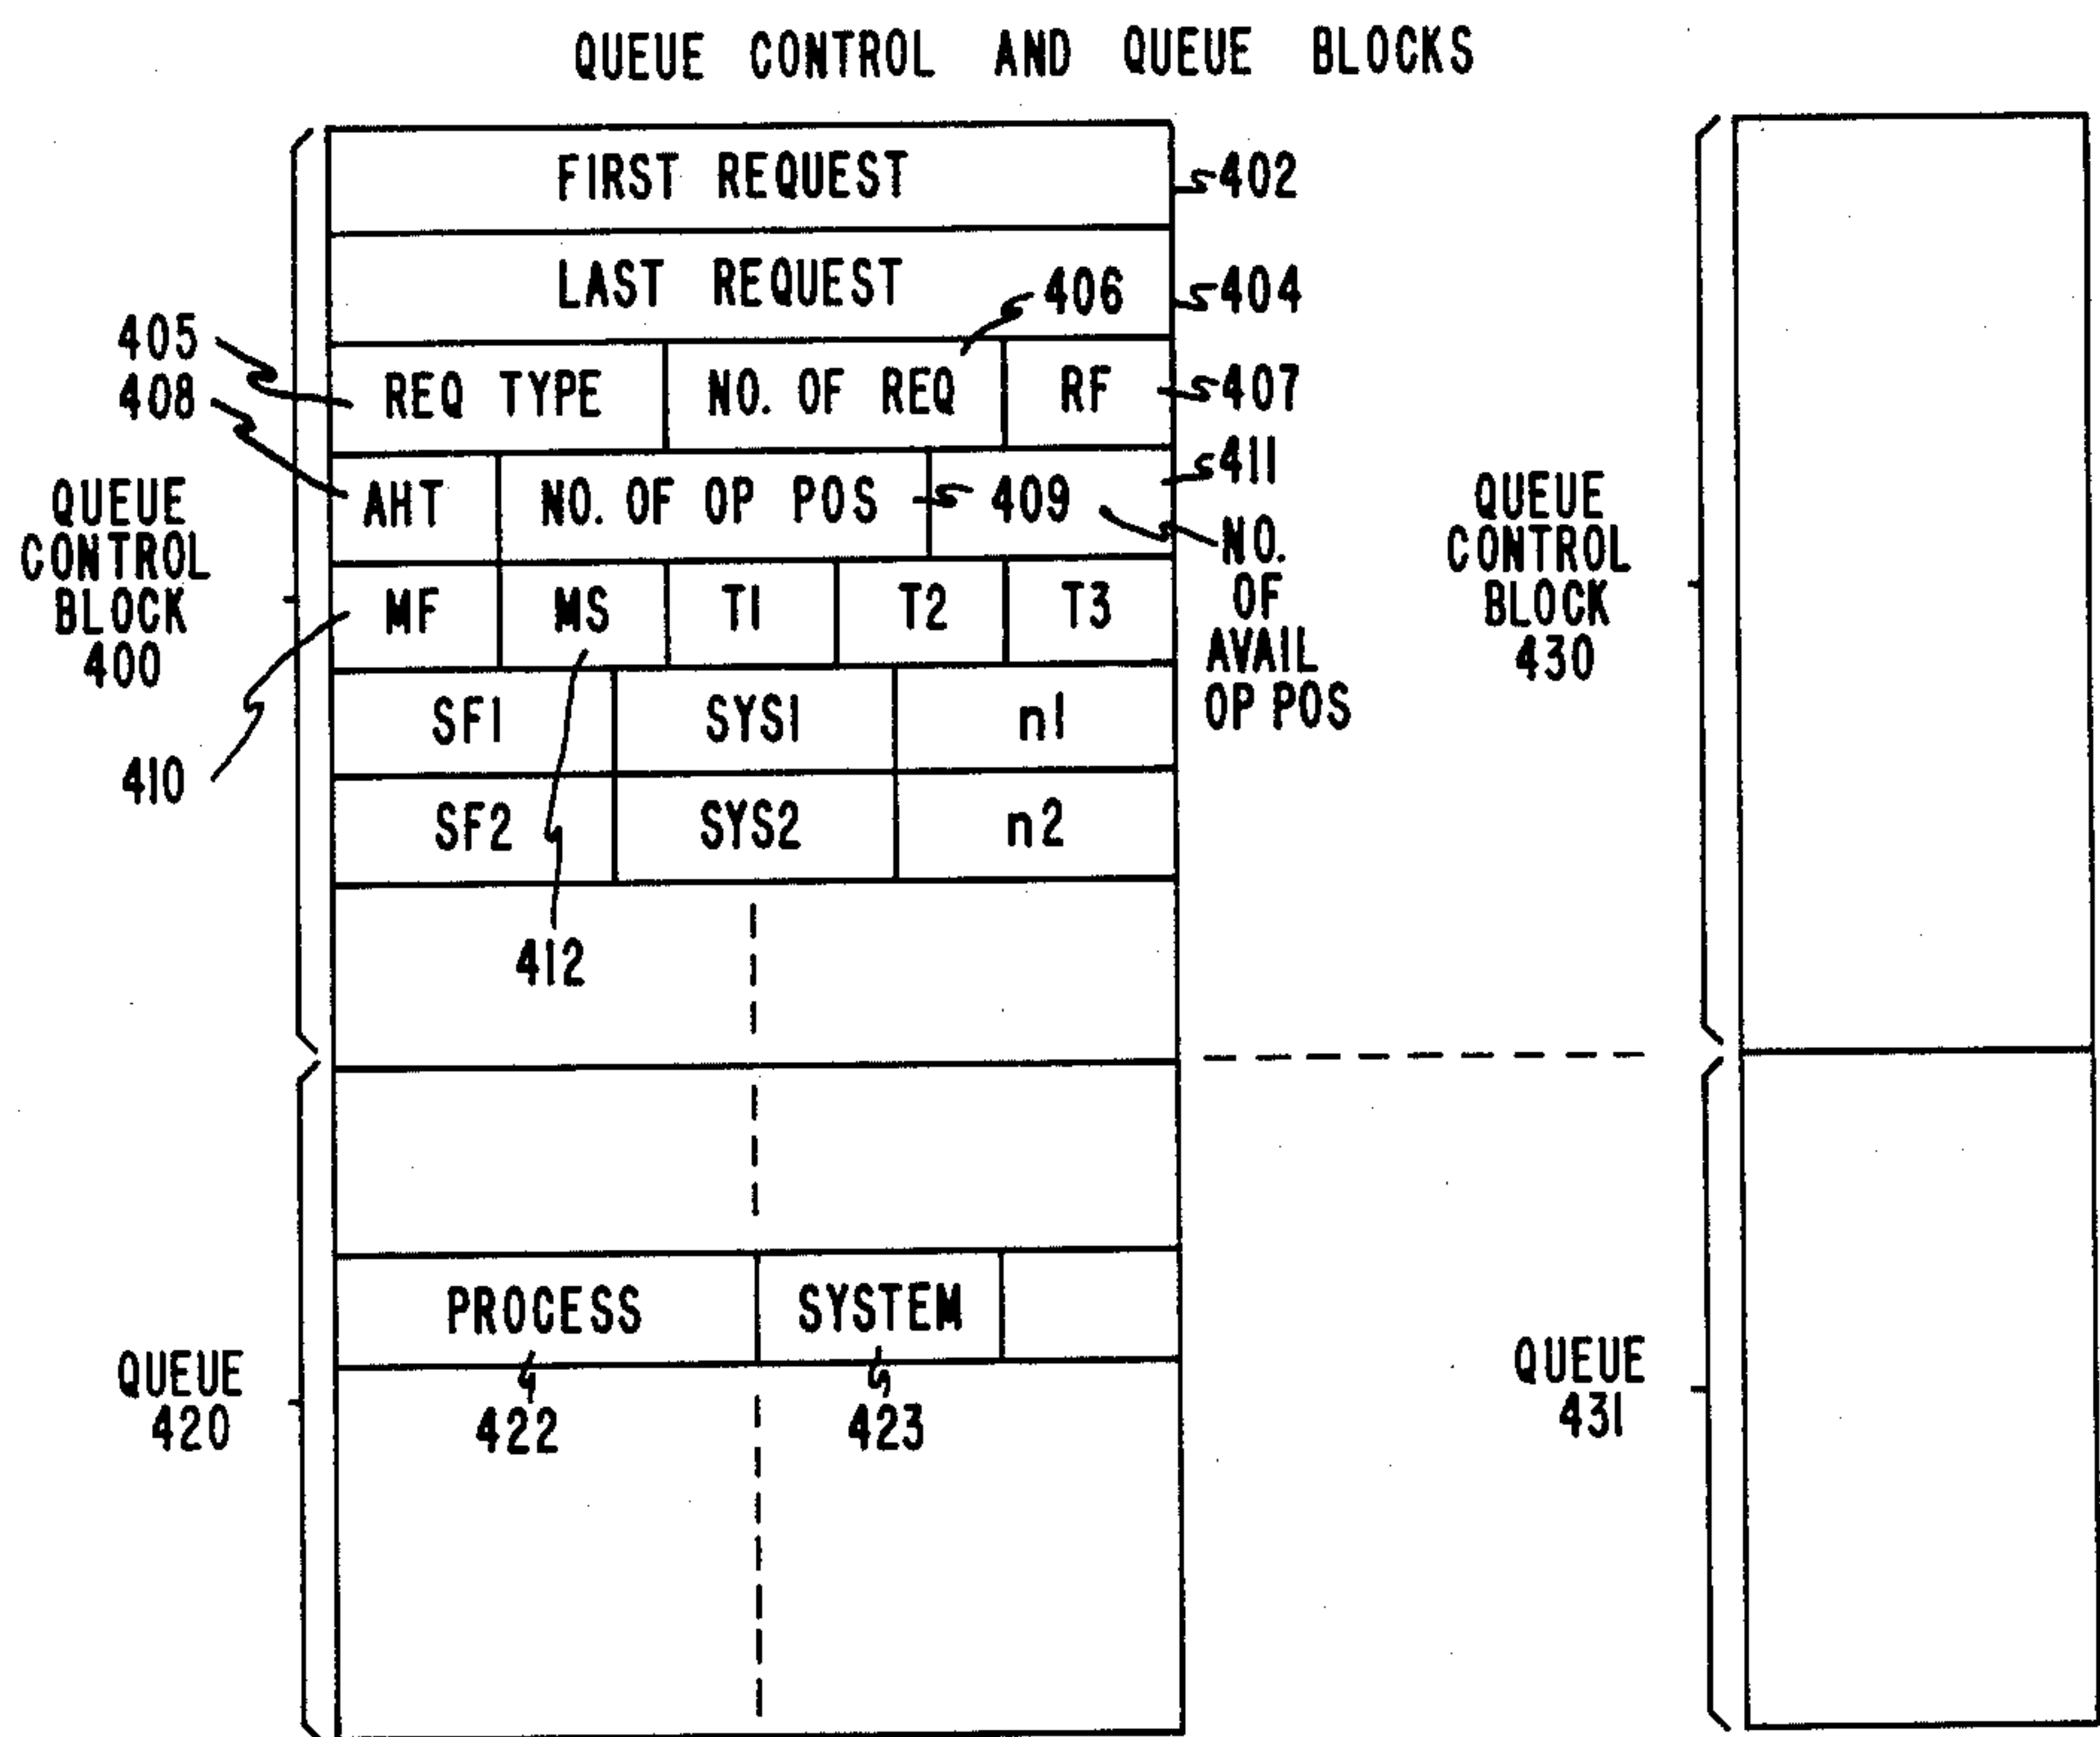 QUEUE CONTROL AND QUEUE BLOCKS
FIRST REQUEST
402
LAST REQUEST
406
404
405
REQ TYPE
NO. OF REQ
RF
407
408
AHT
NO. OF OP POS
409
411
NO.
OF
AVAIL
OP POS
QUEUE
CONTROL
BLOCK
400
MF
MS
T1
T2
T3
410
SF1
SYS1
n1
SF2
SYS2
n2
412
QUEUE
CONTROL
BLOCK
430
PROCESS
SYSTEM
QUEUE
420
422
423
QUEUE
431